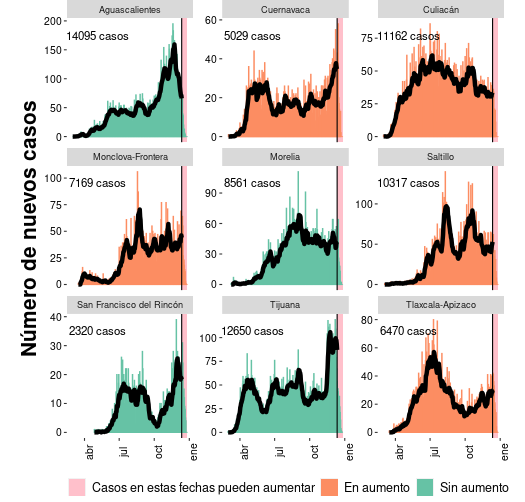 Número de nuevos casos
Aguascalientes
14095 casos
200
150
100
50
0
Cuernavaca
5029 casos
60
40
20
0
Culiacán
11162 casos
75
50
25
0
Monclova-Frontera
7169 casos
100
75
50
25
0
Morelia
8561 casos
90
60
30
0
Saltillo
10317 casos
100
50
0
San Francisco del Rincón
2320 casos
40
30
20
10
0
Tijuana
12650 casos
100
75
50
25
0
Tlaxcala-Apizaco
6470 casos
80
60
40
20
0
abr jul oct ene
abr jul oct ene
abr jul oct ene
Casos en estas fechas pueden aumentar En aumento Sin aumento